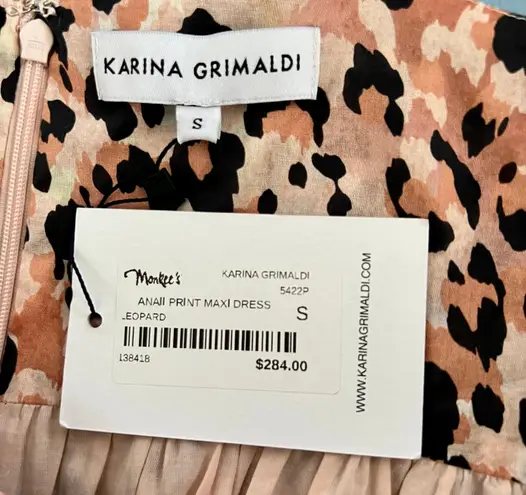 KARINA GRIMALDI
S
Monkee's
KARINA GRIMALDI
5422P
ANAII PRINT MAXI DRESS
LEOPARD
S
138418
$284.00
WWW.KARINAGRIMALDI.COM